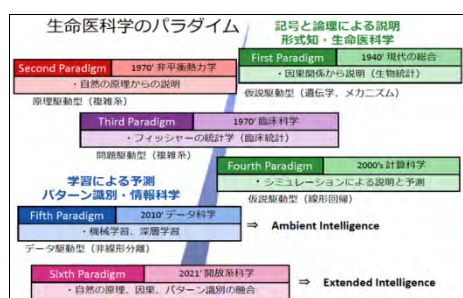 生命医科学のパラダイム
記号と論理による説明
形式知・生命医科学
First Paradigm 1940' 現代の総合
・因果関係から説明（生物統計）
仮説駆動型（遺伝学、メカニズム）
Second Paradigm 1970' 非平衡熱力学
・自然の原理からの説明
原理駆動型（複雑系）
Third Paradigm 1970' 臨床科学
・フィッシャーの統計学（臨床統計）
問題駆動型（複雑系）
Fourth Paradigm 2000's 計算科学
・シミュレーションによる説明と予測
仮説駆動型（線形回帰）
学習による予測
パターン識別・情報科学
Fifth Paradigm 2010' データ科学
・機械学習、深層学習
データ駆動型（非線形分離）
⇒ Ambient Intelligence
Sixth Paradigm 2021' 開放系科学
・自然の原理、因果、パターン識別の融合
⇒ Extended Intelligence